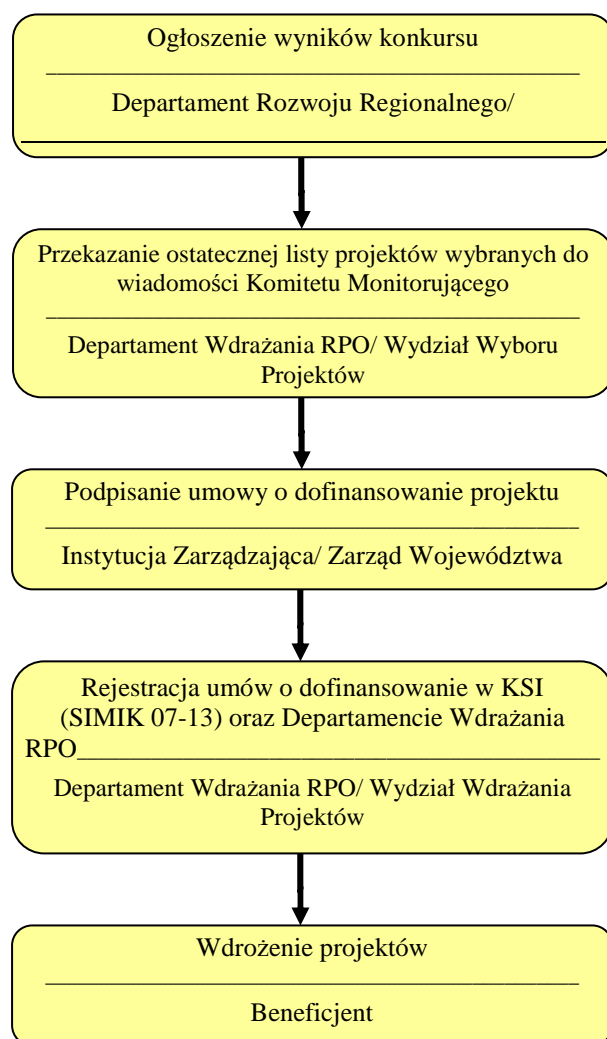 Ogłoszenie wyników konkursu
Departament Rozwoju Regionalnego/
Przekazanie ostatecznej listy projektów wybranych do
wiadomości Komitetu Monitorującego
Departament Wdrażania RPO/ Wydział Wyboru
Projektów
Podpisanie umowy o dofinansowanie projektu
Instytucja Zarządzająca/ Zarząd Województwa
Rejestracja umów o dofinansowanie w KSI
(SIMIK 07-13) oraz Departamencie Wdrażania
RPO
Departament Wdrażania RPO/ Wydział Wdrażania
Projektów
Wdrożenie projektów
Beneficjent